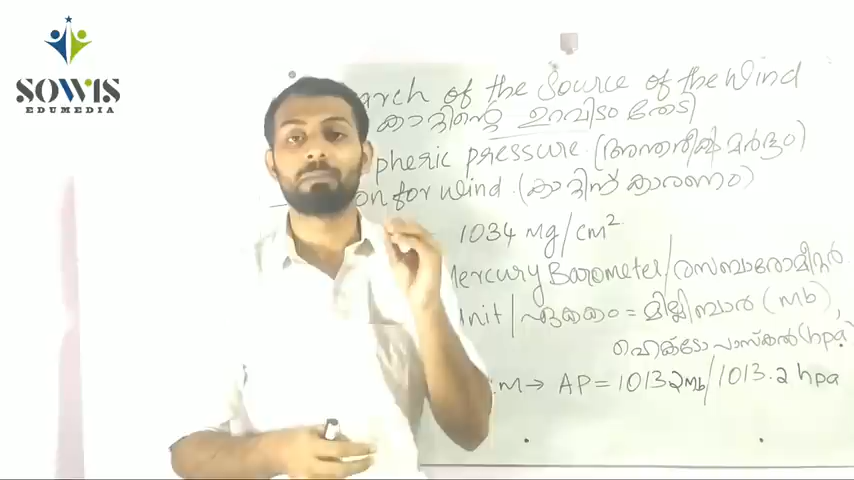 SOWIS
EDUMEDIA
arch of the Source of the Wind
കാറ്റിന്റെ ഉറവിടം തേടി
pheric pressure (അന്തരീക്ഷ മർദ്ദം)
on for wind. (കാറ്റിന് കാരണം)
1034 mg/cm²
Mercury Barometer/രസബാരോമീറ്റർ
Unit/ഏകകം = മില്ലിബാർ (mb),
ഹെക്ടോപാസ്കൽ (hpa)
m → AP = 1013.2mb/1013.2 hpa